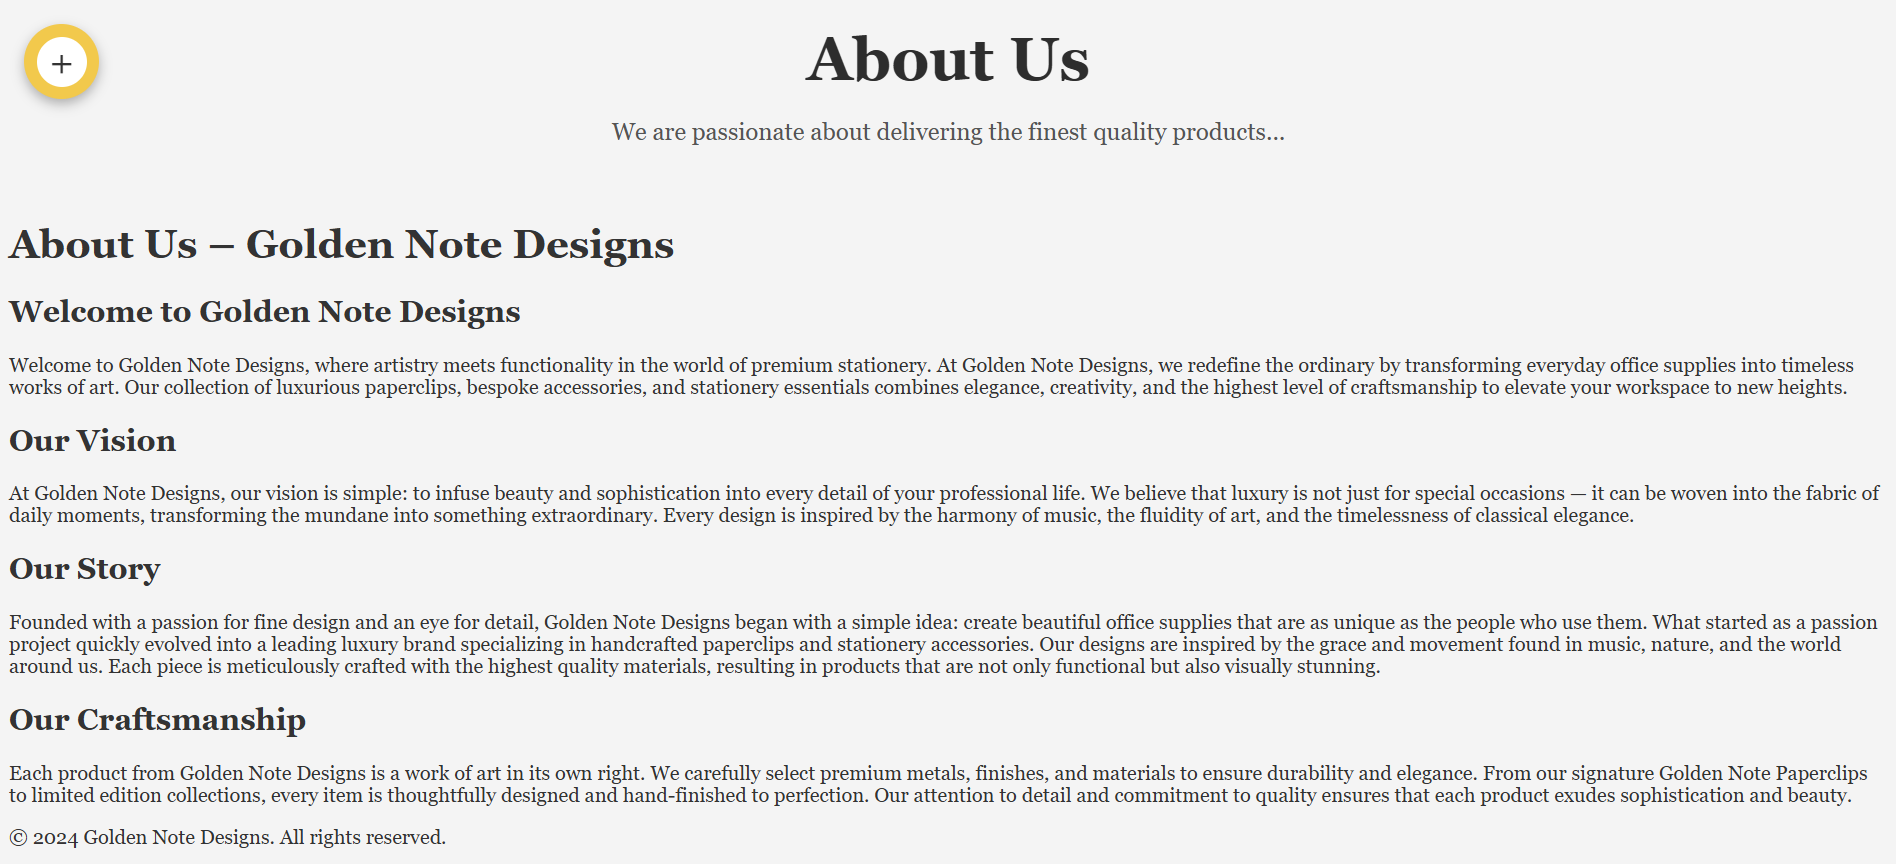 +
About Us
We are passionate about delivering the finest quality products...
About Us – Golden Note Designs
Welcome to Golden Note Designs
Welcome to Golden Note Designs, where artistry meets functionality in the world of premium stationery. At Golden Note Designs, we redefine the ordinary by transforming everyday office supplies into timeless
works of art. Our collection of luxurious paperclips, bespoke accessories, and stationery essentials combines elegance, creativity, and the highest level of craftsmanship to elevate your workspace to new heights.
Our Vision
At Golden Note Designs, our vision is simple: to infuse beauty and sophistication into every detail of your professional life. We believe that luxury is not just for special occasions — it can be woven into the fabric of
daily moments, transforming the mundane into something extraordinary. Every design is inspired by the harmony of music, the fluidity of art, and the timelessness of classical elegance.
Our Story
Founded with a passion for fine design and an eye for detail, Golden Note Designs began with a simple idea: create beautiful office supplies that are as unique as the people who use them. What started as a passion
project quickly evolved into a leading luxury brand specializing in handcrafted paperclips and stationery accessories. Our designs are inspired by the grace and movement found in music, nature, and the world
around us. Each piece is meticulously crafted with the highest quality materials, resulting in products that are not only functional but also visually stunning.
Our Craftsmanship
Each product from Golden Note Designs is a work of art in its own right. We carefully select premium metals, finishes, and materials to ensure durability and elegance. From our signature Golden Note Paperclips
to limited edition collections, every item is thoughtfully designed and hand-finished to perfection. Our attention to detail and commitment to quality ensures that each product exudes sophistication and beauty.
© 2024 Golden Note Designs. All rights reserved.